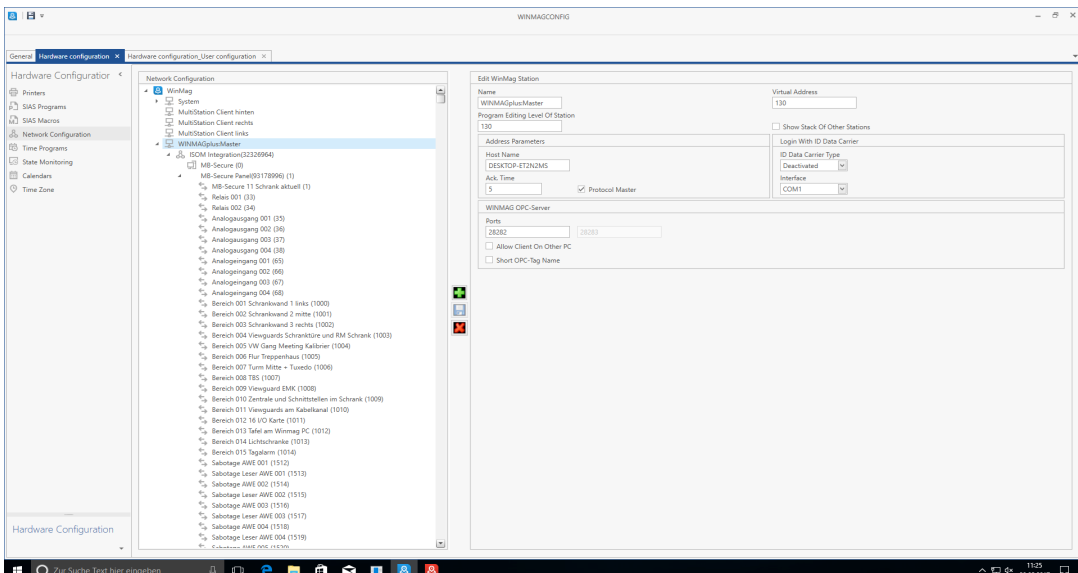 WINMAGCONFIG
General
Hardware configuration
Hardware configuration_User configuration
Hardware Configuration
Printers
SIAS Programs
SIAS Macros
Network Configuration
Time Programs
State Monitoring
Calendars
Time Zone
Hardware Configuration
Network Configuration
WinMag
System
MultiStation Client hinten
MultiStation Client rechts
MultiStation Client links
WINMAGplus:Master
ISOM Integration(32326964)
MB-Secure (0)
MB-Secure Panel(93178996) (1)
MB-Secure 11 Schrank aktuell (1)
Relais 001 (33)
Relais 002 (34)
Analogausgang 001 (35)
Analogausgang 002 (36)
Analogausgang 003 (37)
Analogausgang 004 (38)
Analogeingang 001 (65)
Analogeingang 002 (66)
Analogeingang 003 (67)
Analogeingang 004 (68)
Bereich 001 Schrankwand 1 links (1000)
Bereich 002 Schrankwand 2 mitte (1001)
Bereich 003 Schrankwand 3 rechts (1002)
Bereich 004 Viewguards Schranktüre und RM Schrank (1003)
Bereich 005 VW Gang Meeting Kalibrier (1004)
Bereich 006 Flur Treppenhaus (1005)
Bereich 007 Turm Mitte + Tuxedo (1006)
Bereich 008 TBS (1007)
Bereich 009 Viewguard EMK (1008)
Bereich 010 Zentrale und Schnittstellen im Schrank (1009)
Bereich 011 Viewguards am Kabelkanal (1010)
Bereich 012 16 I/O Karte (1011)
Bereich 013 Tafel am Winmag PC (1012)
Bereich 014 Lichtschranke (1013)
Bereich 015 Tagalarm (1014)
Sabotage AWE 001 (1512)
Sabotage Leser AWE 001 (1513)
Sabotage AWE 002 (1514)
Sabotage Leser AWE 002 (1515)
Sabotage AWE 003 (1516)
Sabotage Leser AWE 003 (1517)
Sabotage AWE 004 (1518)
Sabotage Leser AWE 004 (1519)
Sabotage AWE 005 (1520)
Edit WinMag Station
Name
WINMAGplus:Master
Virtual Address
130
Program Editing Level Of Station
130
Show Stack Of Other Stations
Address Parameters
Host Name
DESKTOP-ET2N2MS
Ack. Time
5
Protocol Master
Login With ID Data Carrier
ID Data Carrier Type
Deactivated
Interface
COM1
WINMAG OPC-Server
Ports
28282
28283
Allow Client On Other PC
Short OPC-Tag Name
Zur Suche Text hier eingeben
11:25